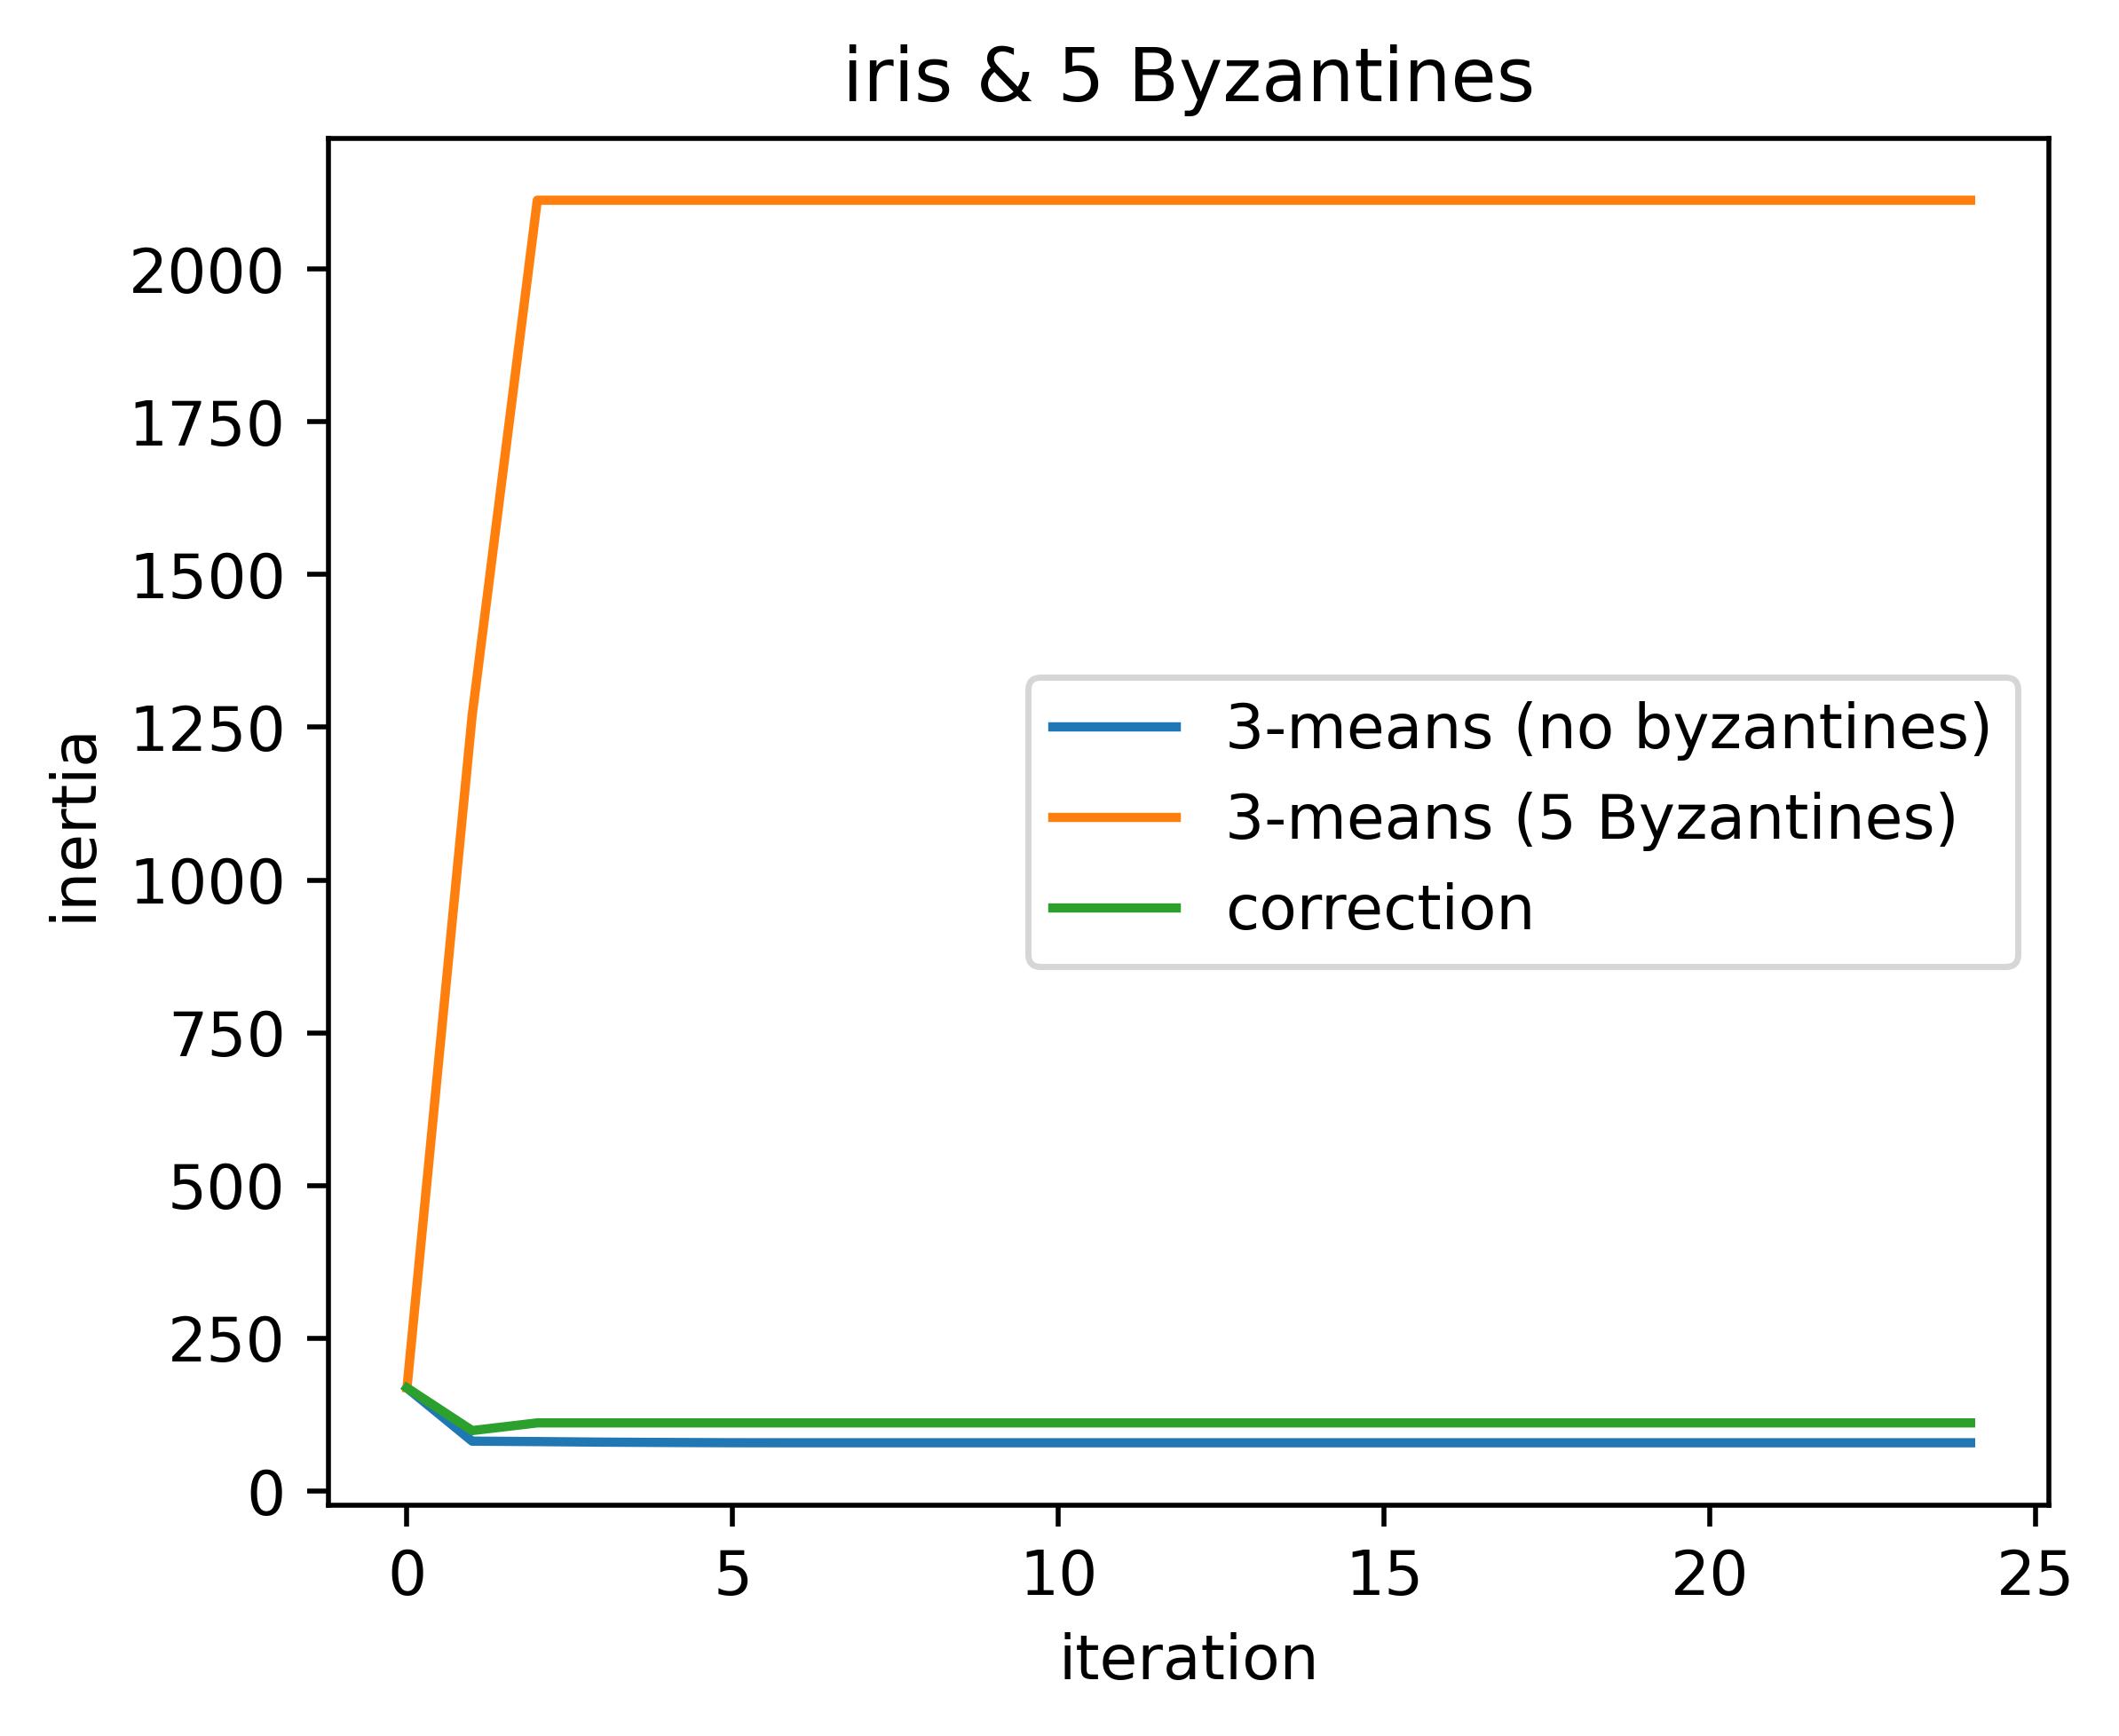 iris & 5 Byzantines
2000
1750
1500
1250
1000
750
500
250
0
inertia
3-means (no byzantines)
3-means (5 Byzantines)
correction
0 5 10 15 20 25
iteration